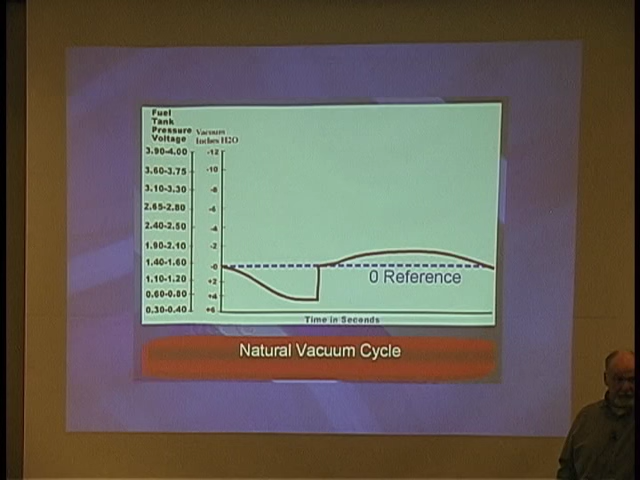 Fuel
Tank
Pressure
Voltage
Vacuum
Inches H2O
3.90-4.00
-12
3.60-3.75
-10
3.10-3.30
-8
2.65-2.80
-6
2.40-2.50
-4
1.90-2.10
-2
1.40-1.60
-0
1.10-1.20
+2
0.60-0.80
+4
0.30-0.40
+6
0 Reference
Time in Seconds
Natural Vacuum Cycle